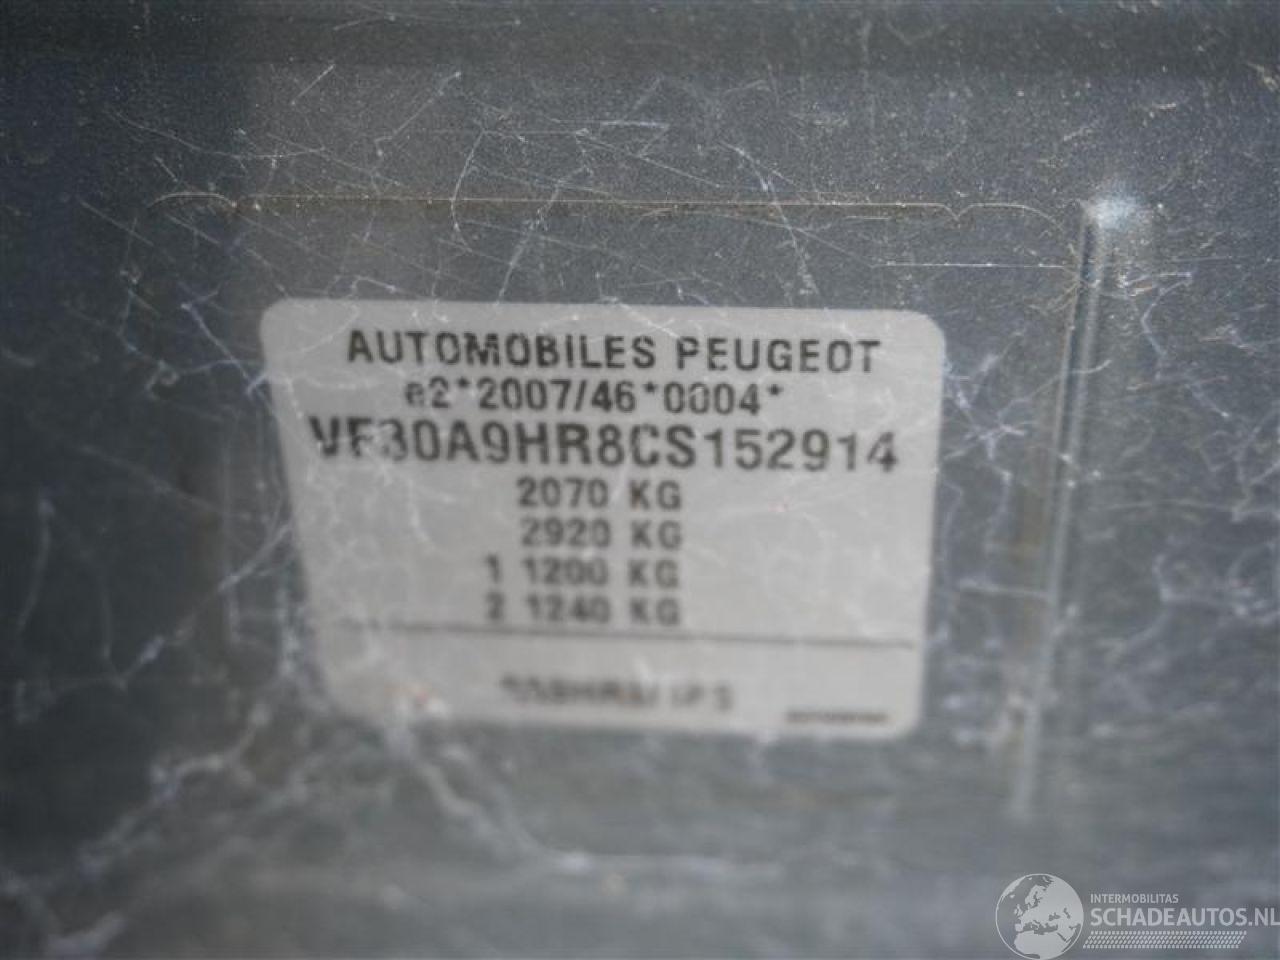 AUTOMOBILES PEUGEOT
e2*2007/46*0004*
VF30A9HR8CS152914
2070 KG
2920 KG
1 1200 KG
2 1240 KG
INTERMOBILITAS
SCHADEAUTOS.NL